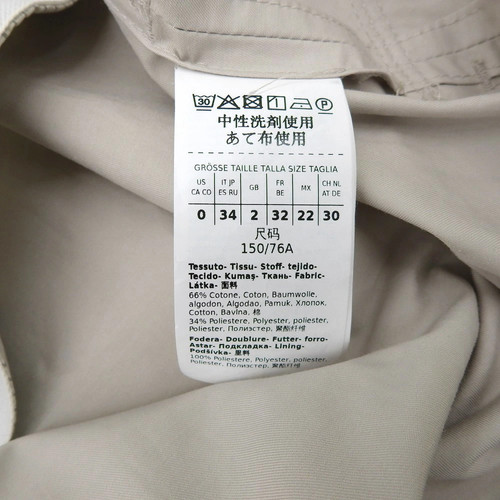 30 P
中性洗剤使用
あて布使用
GRÖSSE TAILLE TALLA SIZE TAGLIA
US CA CO IT JP ES RU GB FR BE MX CH NL AT DE
0 34 2 32 22 30
尺码
150/76A
Tessuto- Tissu- Stoff- tejido-
Tecido- Kumaş- Ткань- Fabric-
Látka- 面料
66% Cotone, Coton, Baumwolle,
algodon, Algodao, Pamuk, Хлопок,
Cotton, Bavlna, 棉
34% Poliestere, Polyester, poliester,
Poliester, Полиэстер, 聚酯纤维
Fodera- Doublure- Futter- forro-
Astar- Подкладка- Lining-
Podšívka- 里料
100% Poliestere, Polyester, poliester,
Poliester, Полиэстер, 聚酯纤维